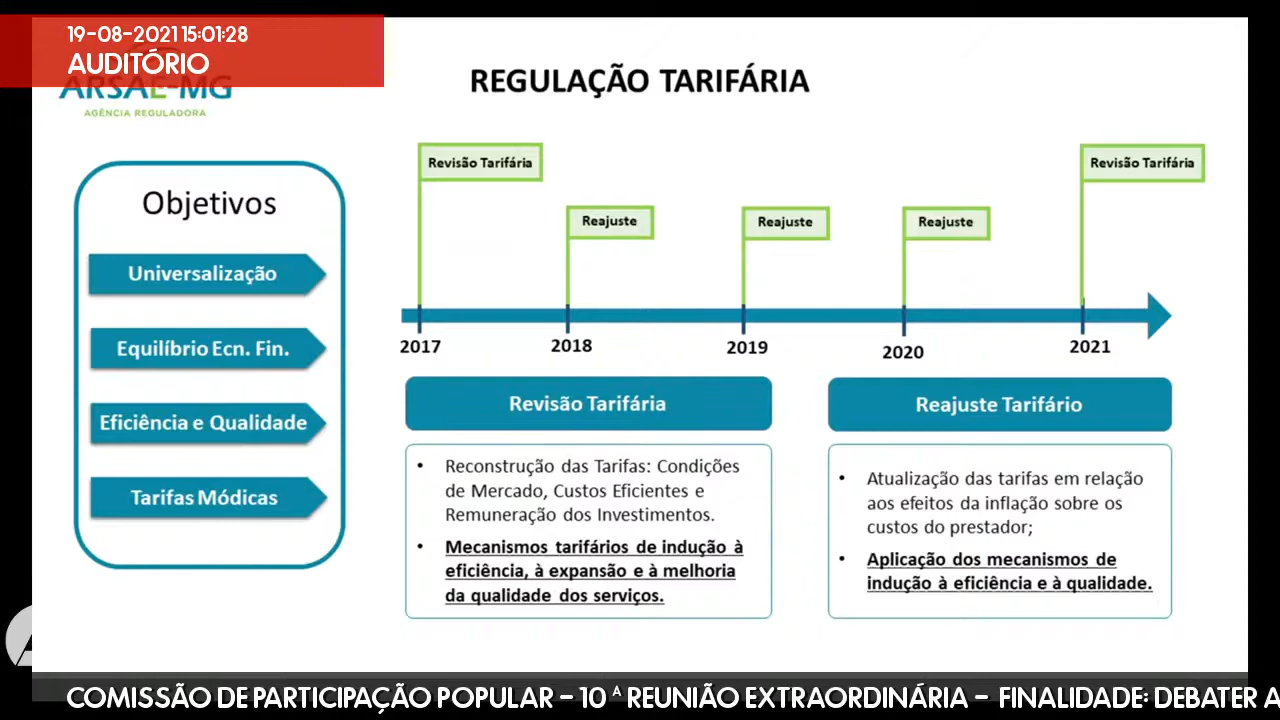 19-08-2021 15:01:28
AUDITÓRIO
ARSAE-MG
AGÊNCIA REGULADORA
REGULAÇÃO TARIFÁRIA
Objetivos
Universalização
Equilíbrio Ecn. Fin.
Eficiência e Qualidade
Tarifas Módicas
Revisão Tarifária
Reajuste
Reajuste
Reajuste
Revisão Tarifária
2017
2018
2019
2020
2021
Revisão Tarifária
• Reconstrução das Tarifas: Condições
de Mercado, Custos Eficientes e
Remuneração dos Investimentos.
• Mecanismos tarifários de indução à
eficiência, à expansão e à melhoria
da qualidade dos serviços.
Reajuste Tarifário
• Atualização das tarifas em relação
aos efeitos da inflação sobre os
custos do prestador;
• Aplicação dos mecanismos de
indução à eficiência e à qualidade.
COMISSÃO DE PARTICIPAÇÃO POPULAR - 10 ª REUNIÃO EXTRAORDINÁRIA - FINALIDADE: DEBATER A